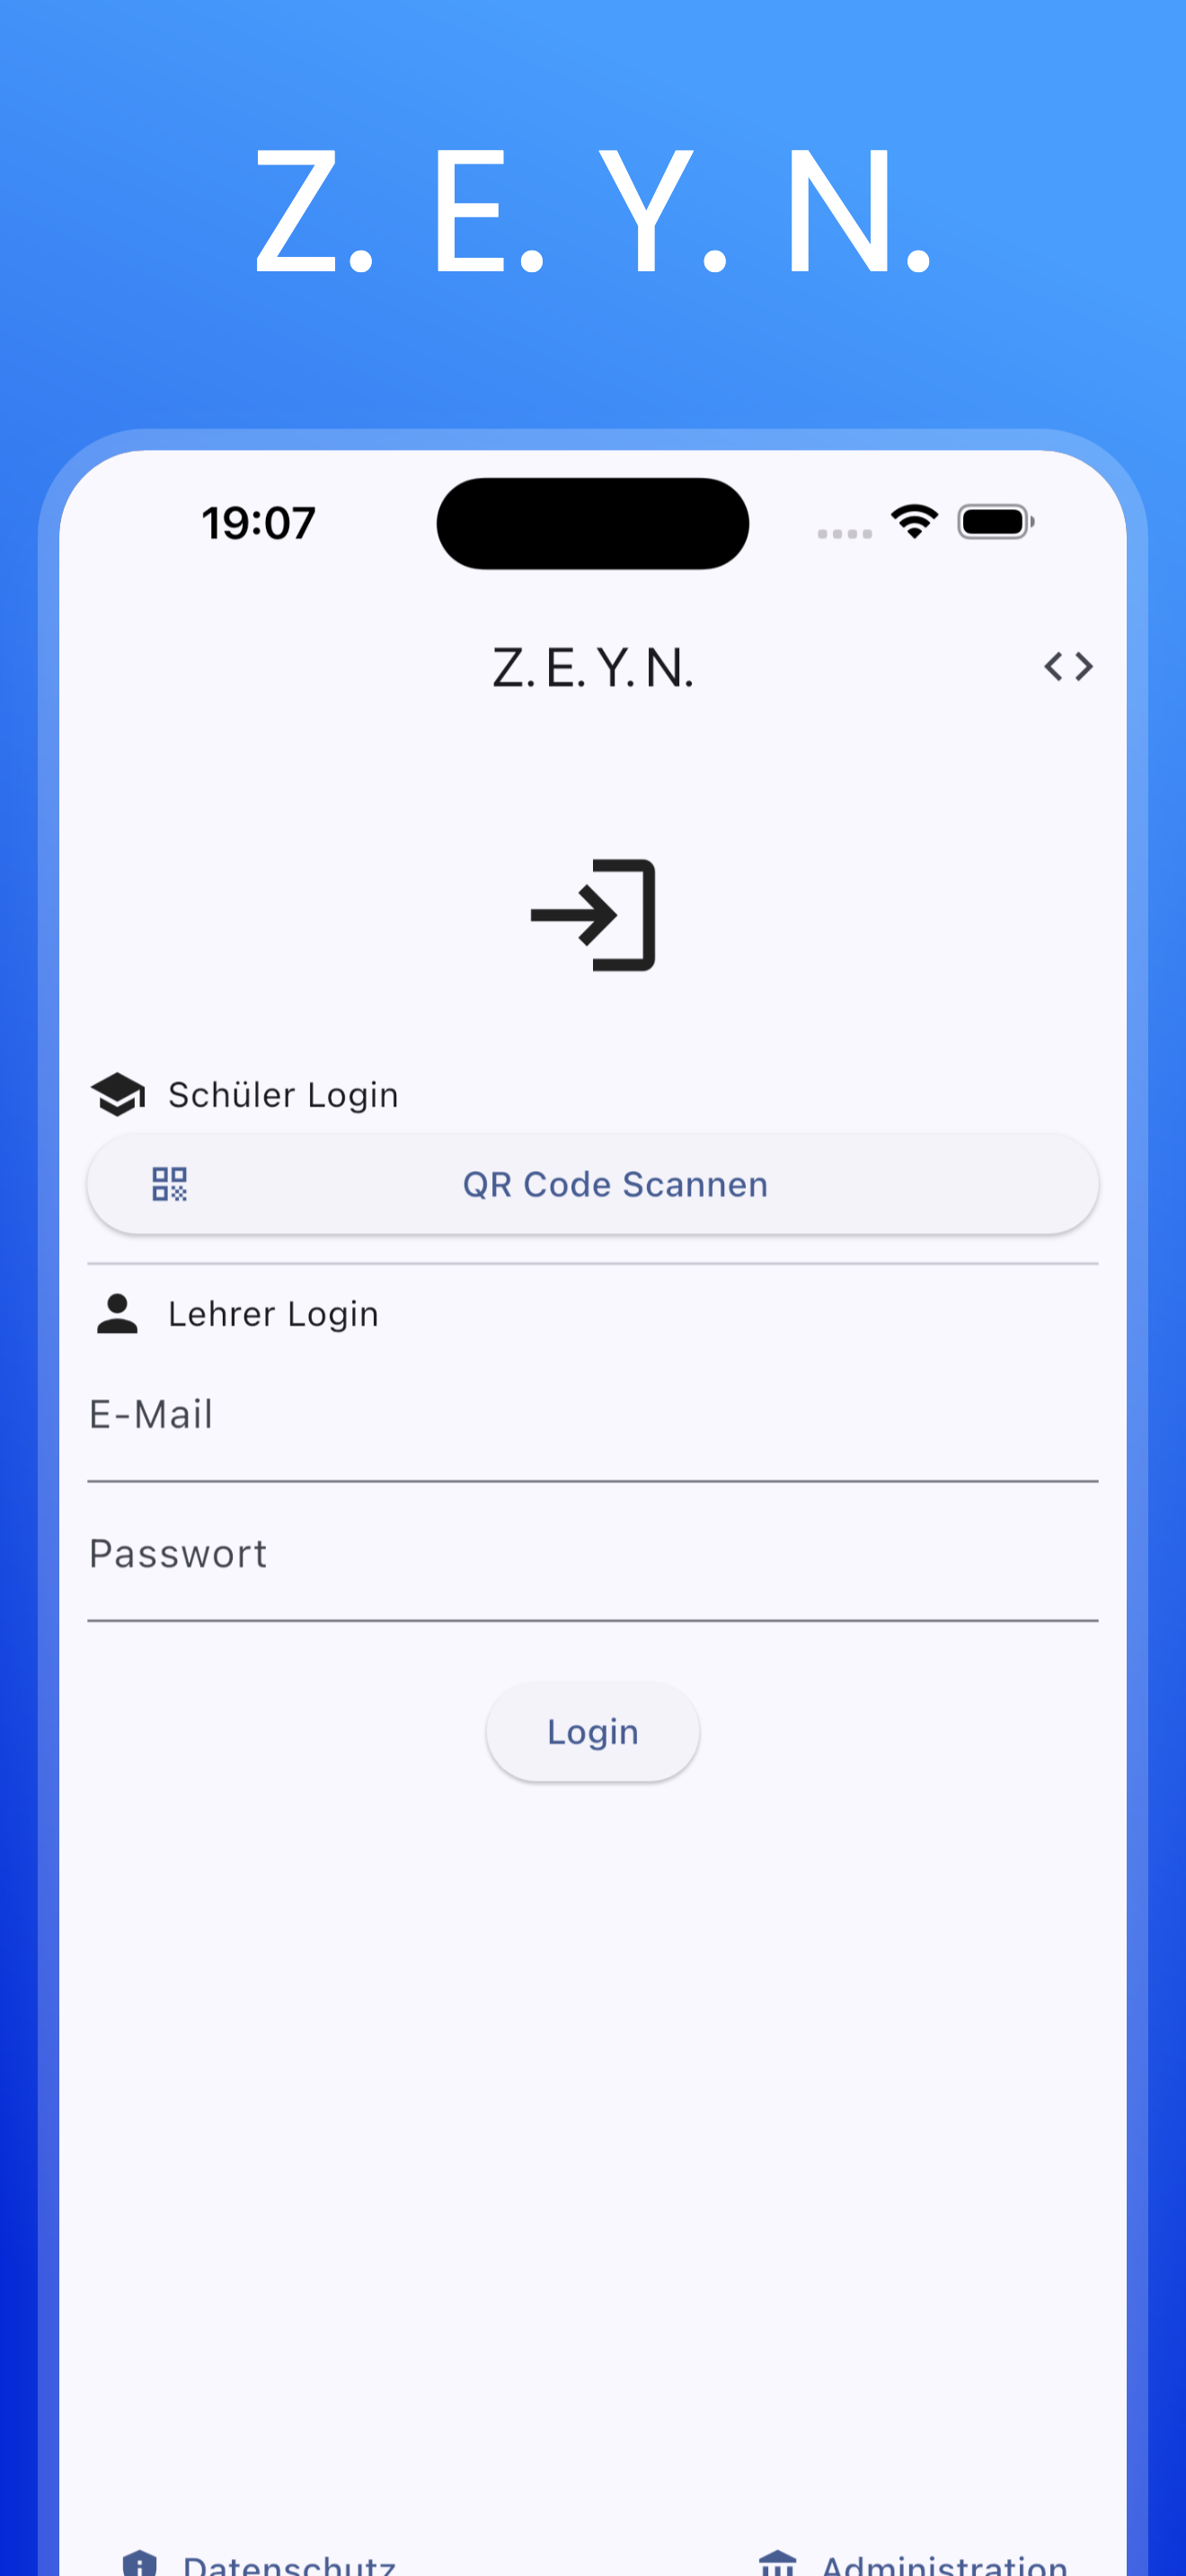 Z. E. Y. N.
19:07
Z. E. Y. N.
Schüler Login
QR Code Scannen
Lehrer Login
E-Mail
Passwort
Login
Datenschutz
Administration